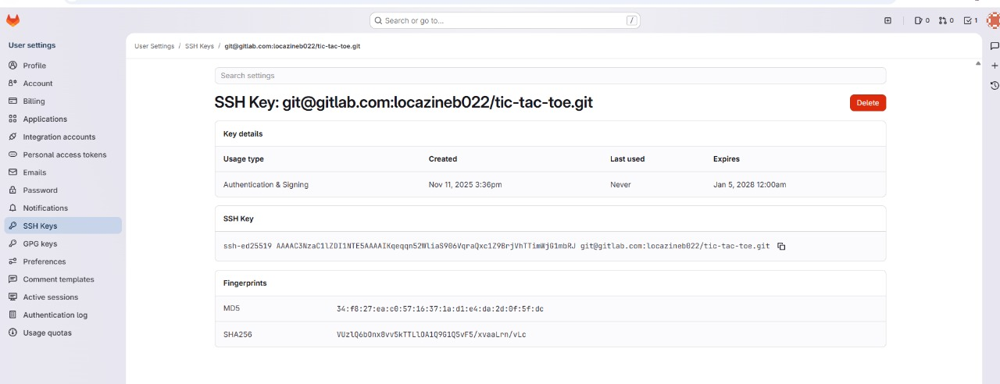 Search or go to... /
0 0 1
User settings
User Settings / SSH Keys / git@gitlab.com:locazineb022/tic-tac-toe.git
Profile
Account
Billing
Applications
Integration accounts
Personal access tokens
Emails
Password
Notifications
SSH Keys
GPG keys
Preferences
Comment templates
Active sessions
Authentication log
Usage quotas
Search settings
SSH Key: git@gitlab.com:locazineb022/tic-tac-toe.git
Delete
Key details
Usage type Created Last used Expires
Authentication & Signing Nov 11, 2025 3:36pm Never Jan 5, 2028 12:00am
SSH Key
ssh-ed25519 AAAAC3NzaC1lZDI1NTE5AAAAIKqeqqnS2WliaS906VqraQxc1Z9BrjVhTTimWjG1mbRJ git@gitlab.com:locazineb022/tic-tac-toe.git
Fingerprints
MD5 34:f8:27:ea:c0:57:16:37:1a:d1:e4:da:2d:0f:5f:dc
SHA256